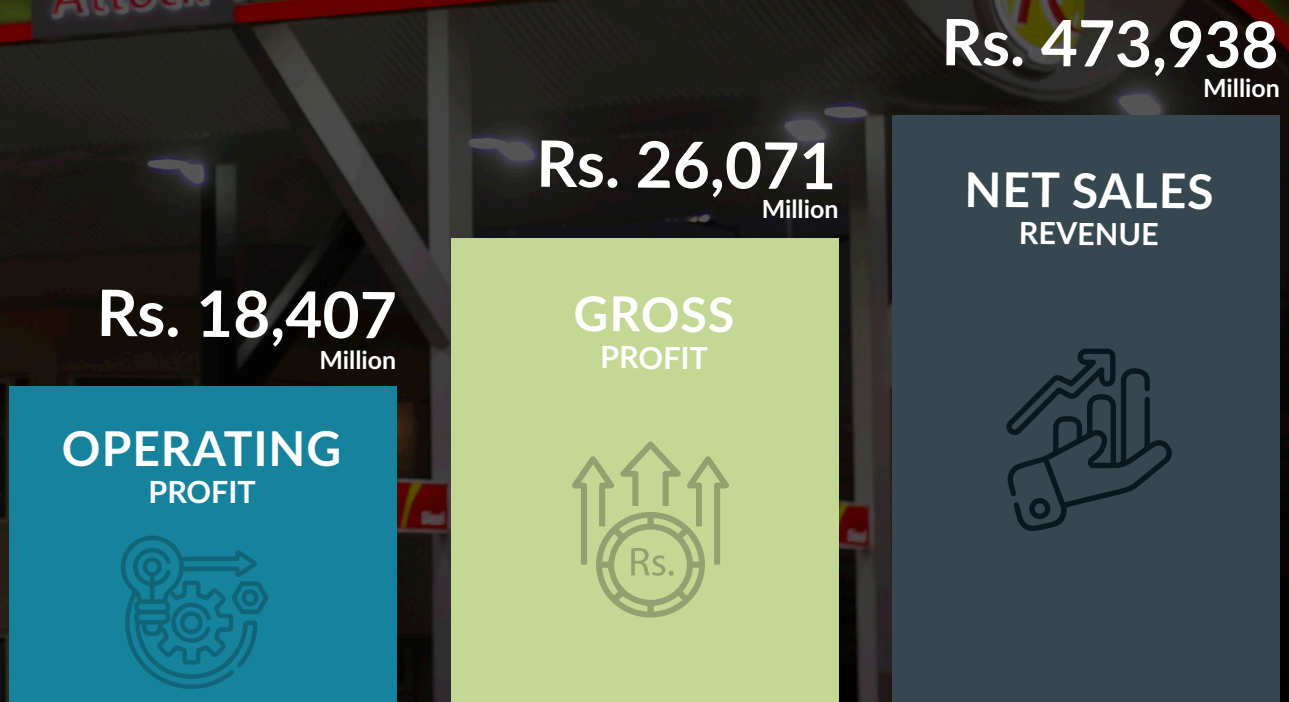 Attock
Rs. 473,938
Million
NET SALES
REVENUE
Rs. 26,071
Million
GROSS
PROFIT
Rs.
Rs. 18,407
Million
OPERATING
PROFIT